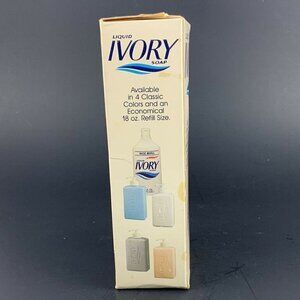 LIQUID
IVORY
SOAP
Available
in 4 Classic
Colors and an
Economical
18 oz. Refill Size.
IVORY